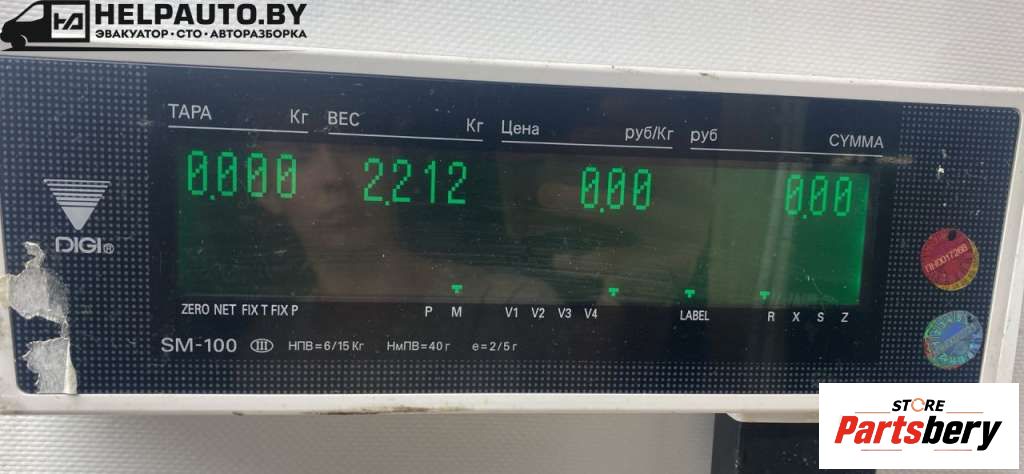 HELPAUTO.BY
ЭВАКУАТОР · СТО · АВТОРАЗБОРКА
ТАРА Кг ВЕС Кг Цена руб/Кг руб СУММА
0.000 2.212 0.00 0.00
DIGI®
ZERO NET FIX T FIX P P M V1 V2 V3 V4 LABEL R X S Z
SM-100 III НПВ=6/15 Кг НмПВ=40 г e=2/5 г
ПН0017268
STORE
Partsbery